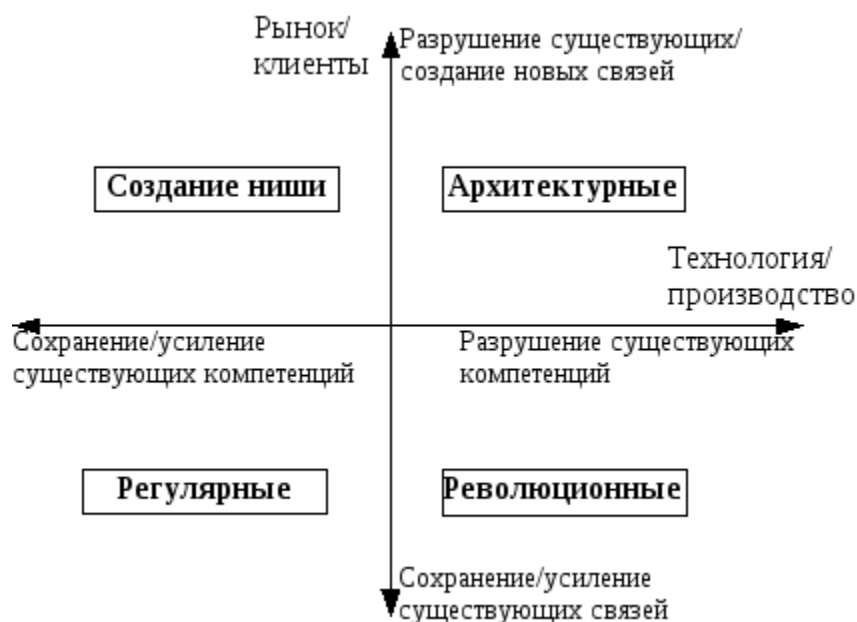 Рынок/
клиенты
Разрушение существующих/
создание новых связей
Создание ниши
Архитектурные
Технология/
производство
Сохранение/усиление
существующих компетенций
Разрушение существующих
компетенций
Регулярные
Революционные
Сохранение/усиление
существующих связей